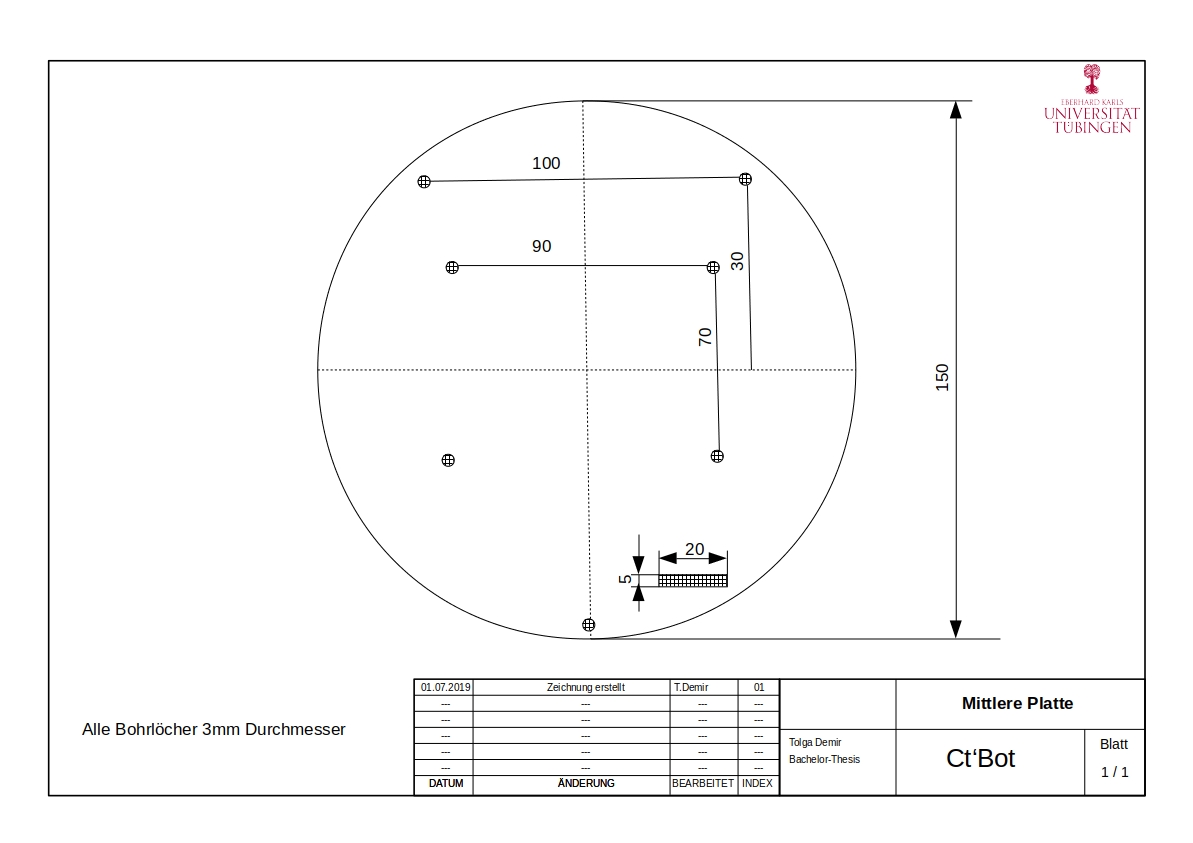 EBERHARD KARLS
UNIVERSITÄT
TÜBINGEN
100
90
30
70
150
20
5
Alle Bohrlöcher 3mm Durchmesser
01.07.2019 Zeichnung erstellt T.Demir 01
--- --- --- ---
--- --- --- ---
--- --- --- ---
--- --- --- ---
--- --- --- ---
DATUM ÄNDERUNG BEARBEITET INDEX
Mittlere Platte
Tolga Demir
Bachelor-Thesis
Ct‘Bot
Blatt
1 / 1